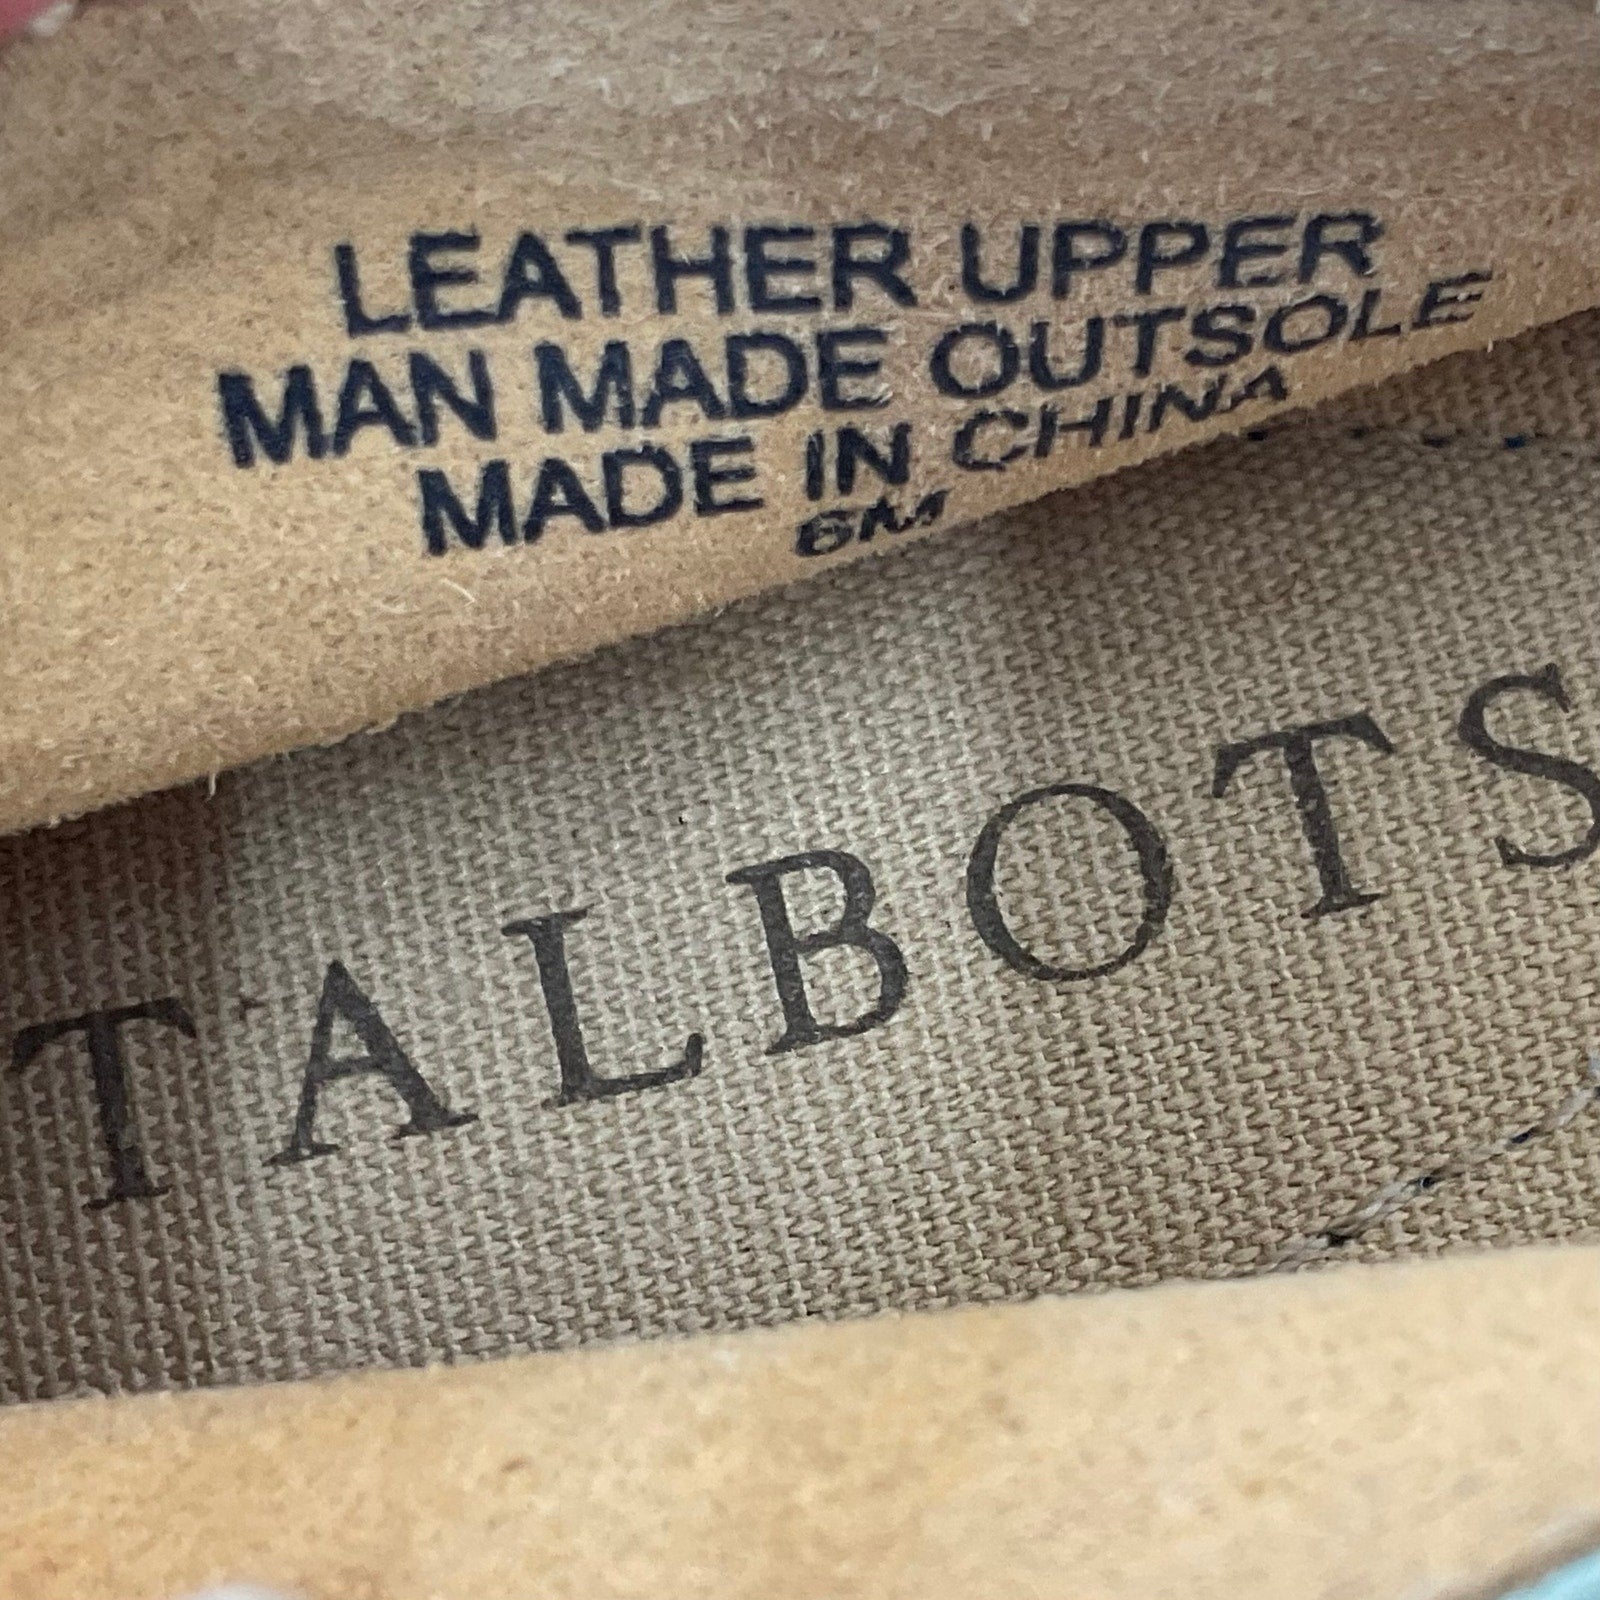 LEATHER UPPER
MAN MADE OUTSOLE
MADE IN CHINA
6M
TALBOTS